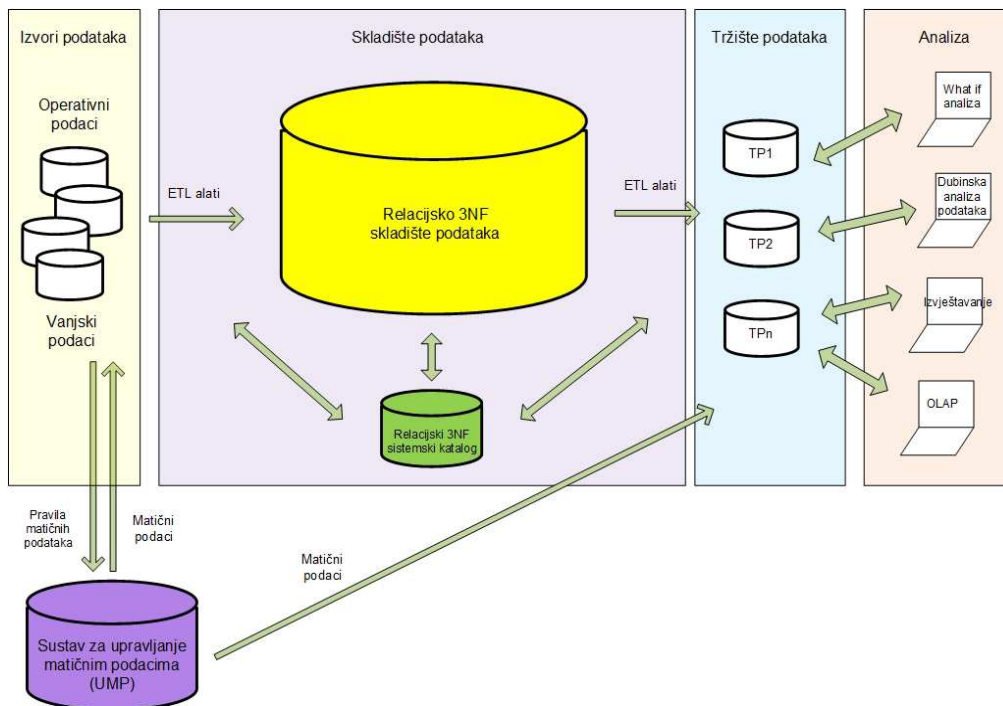 Izvori podataka
Operativni
podaci
Vanjski
podaci
ETL alati
Skladište podataka
Relacijsko 3NF
skladište podataka
Relacijski 3NF
sistemski katalog
ETL alati
Tržište podataka
TP1
TP2
TPn
Analiza
What if
analiza
Dubinska
analiza
podataka
Izvještavanje
OLAP
Pravila
matičnih
podataka
Matični
podaci
Matični
podaci
Sustav za upravljanje
matičnim podacima
(UMP)